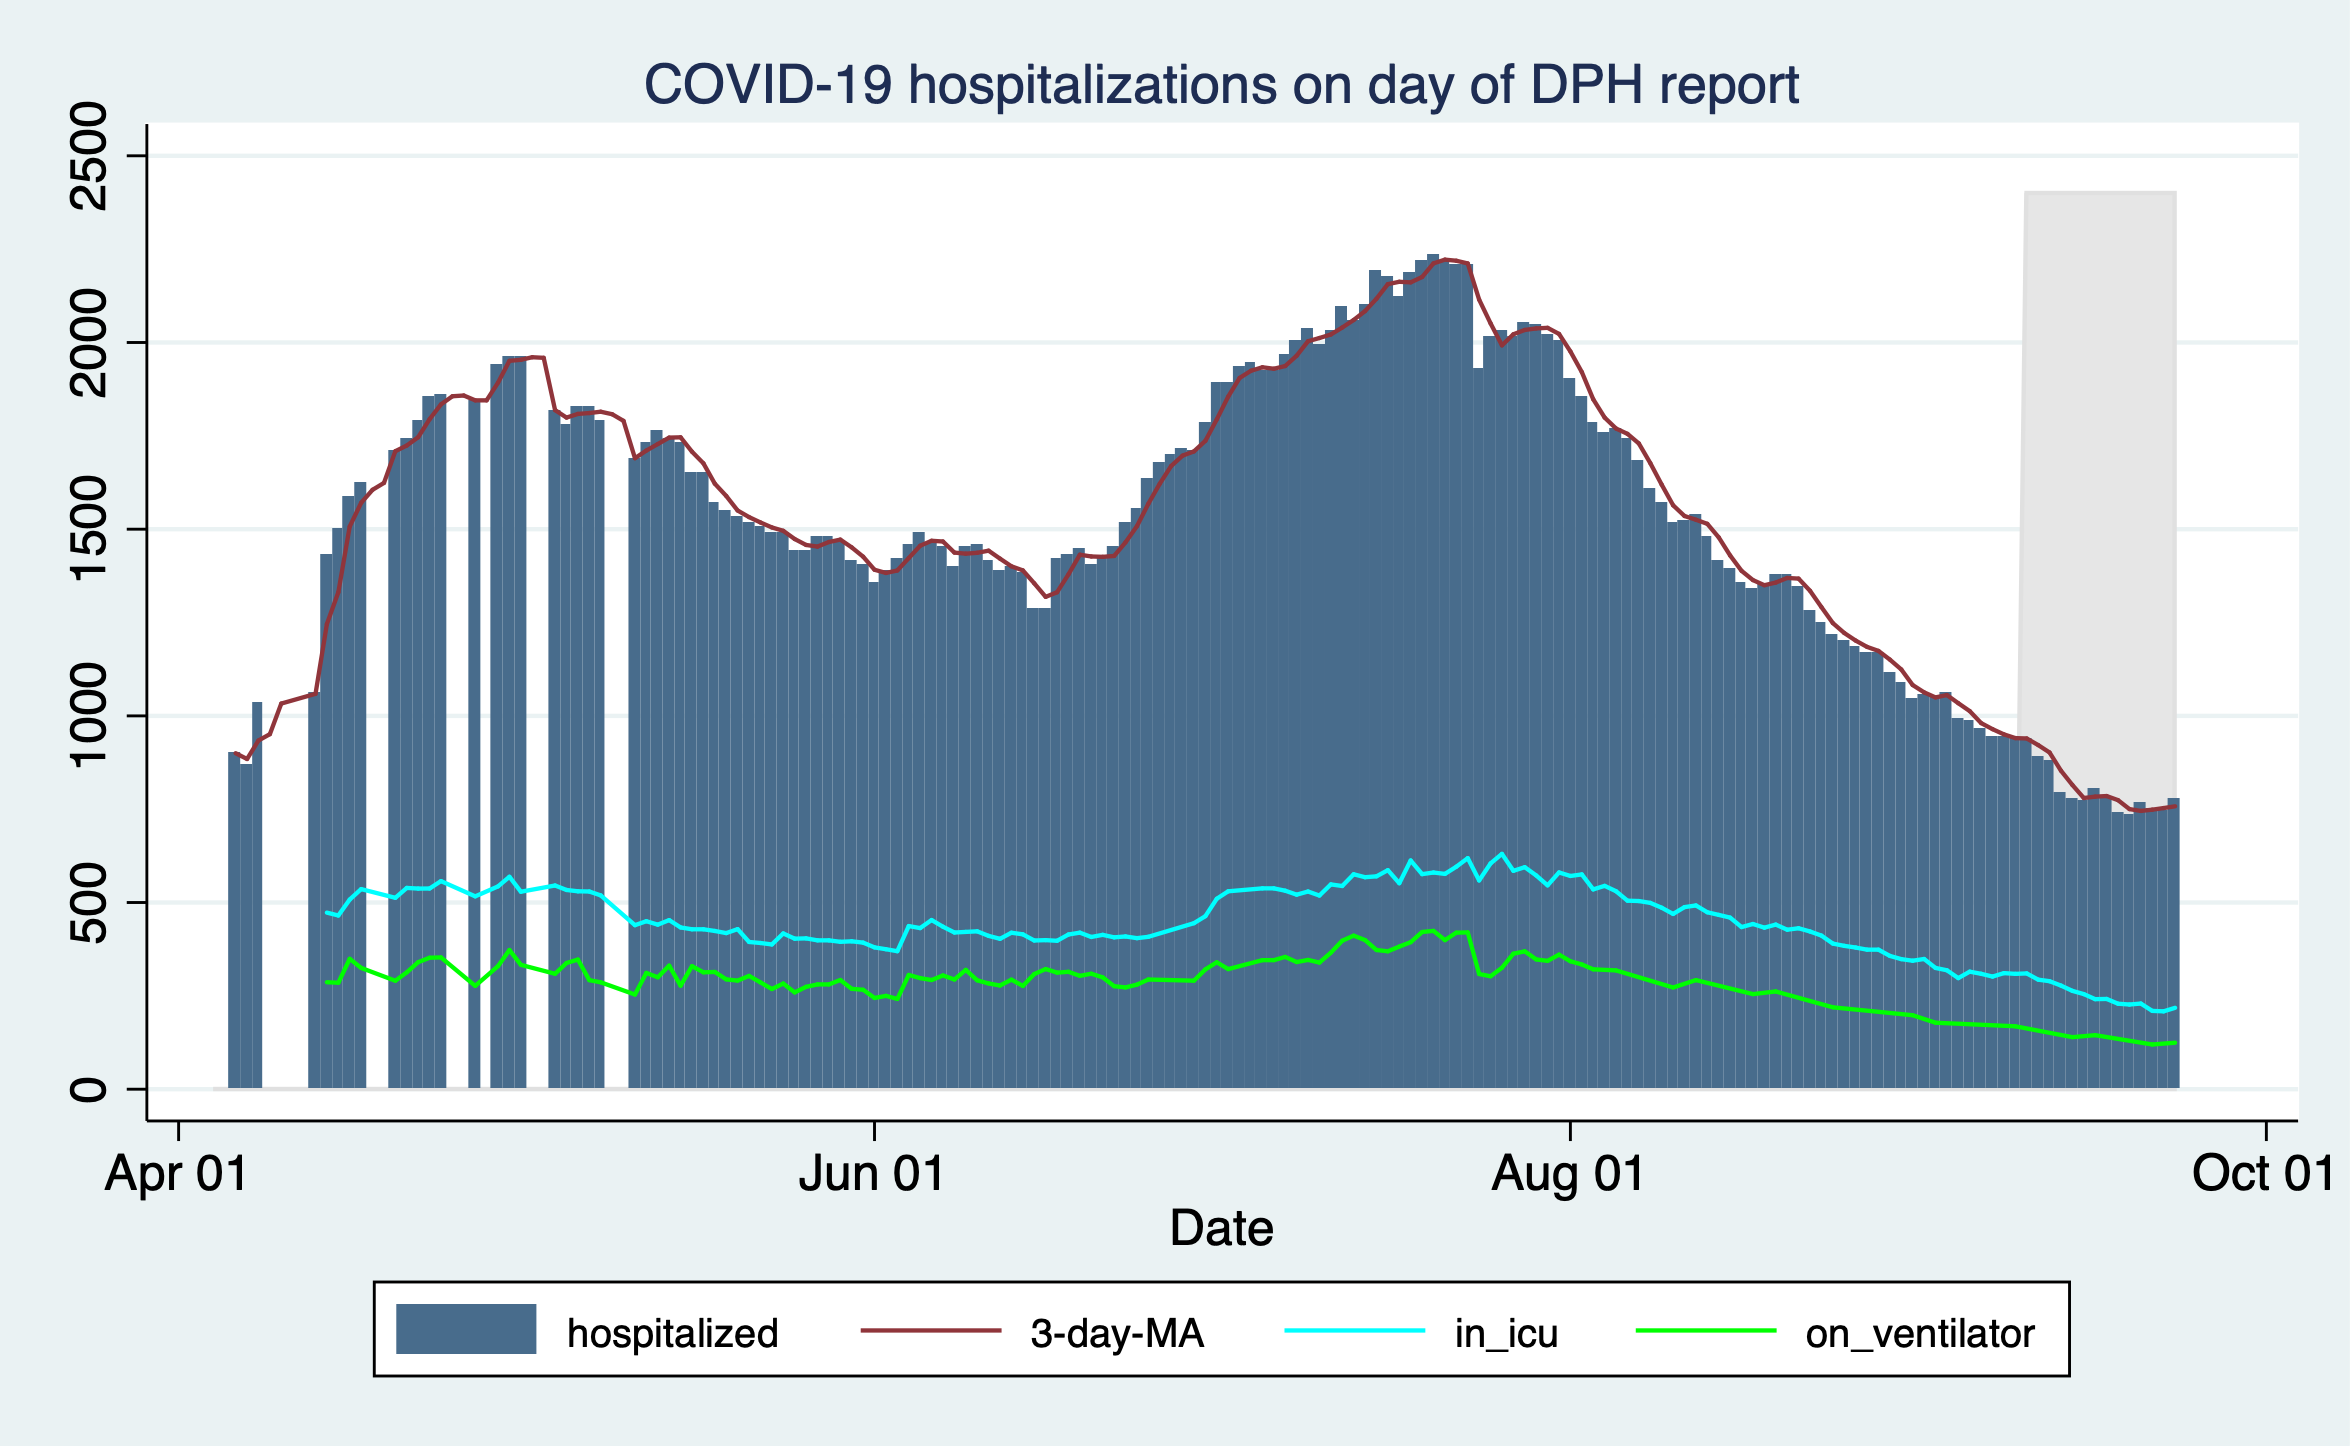 COVID-19 hospitalizations on day of DPH report
2500
2000
1500
1000
500
0
Apr 01 Jun 01 Aug 01 Oct 01
Date
hospitalized 3-day-MA in_icu on_ventilator